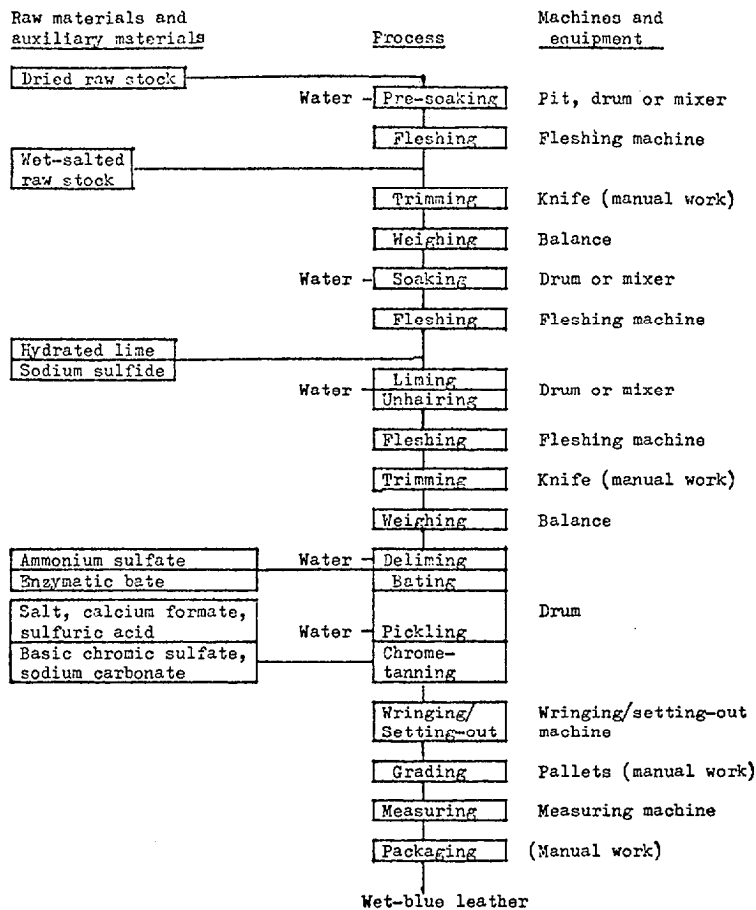 Raw materials and auxiliary materials
Process
Machines and equipment
Dried raw stock
Water
Pre-soaking
Pit, drum or mixer
Fleshing
Fleshing machine
Wet-salted
raw stock
Trimming
Knife (manual work)
Weighing
Balance
Water
Soaking
Drum or mixer
Fleshing
Fleshing machine
Hydrated lime
Sodium sulfide
Water
Liming
Unhairing
Drum or mixer
Fleshing
Fleshing machine
Trimming
Knife (manual work)
Weighing
Balance
Ammonium sulfate
Enzymatic bate
Water
Deliming
Bating
Salt, calcium formate,
sulfuric acid
Water
Pickling
Drum
Basic chromic sulfate,
sodium carbonate
Chrome-
tanning
Wringing/
Setting-out
Wringing/setting-out
machine
Grading
Pallets (manual work)
Measuring
Measuring machine
Packaging
(Manual work)
Wet-blue leather